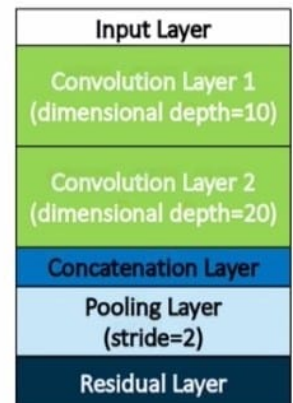 Input Layer
Convolution Layer 1
(dimensional depth=10)
Convolution Layer 2
(dimensional depth=20)
Concatenation Layer
Pooling Layer
(stride=2)
Residual Layer